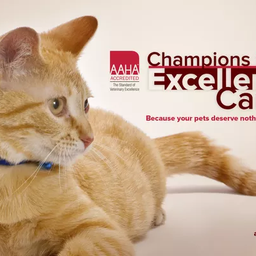 AAHA
ACCREDITED
The Standard of
Veterinary Excellence
Champions
Excelle
Ca
Because your pets deserve noth